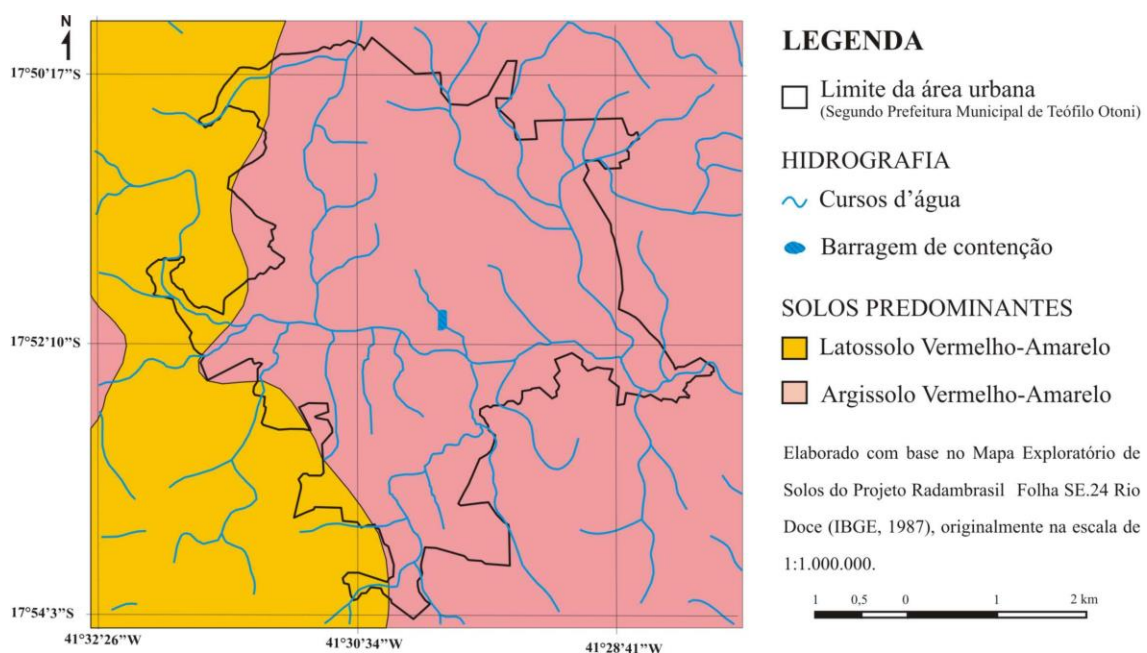 N
17°50'17"S
17°52'10"S
17°54'3"S
41°32'26"W
41°30'34"W
41°28'41"W
LEGENDA
Limite da área urbana
(Segundo Prefeitura Municipal de Teófilo Otoni)
HIDROGRAFIA
Cursos d'água
Barragem de contenção
SOLOS PREDOMINANTES
Latossolo Vermelho-Amarelo
Argissolo Vermelho-Amarelo
Elaborado com base no Mapa Exploratório de
Solos do Projeto Radambrasil Folha SE.24 Rio
Doce (IBGE, 1987), originalmente na escala de
1:1.000.000.
1 0,5 0 1 2 km